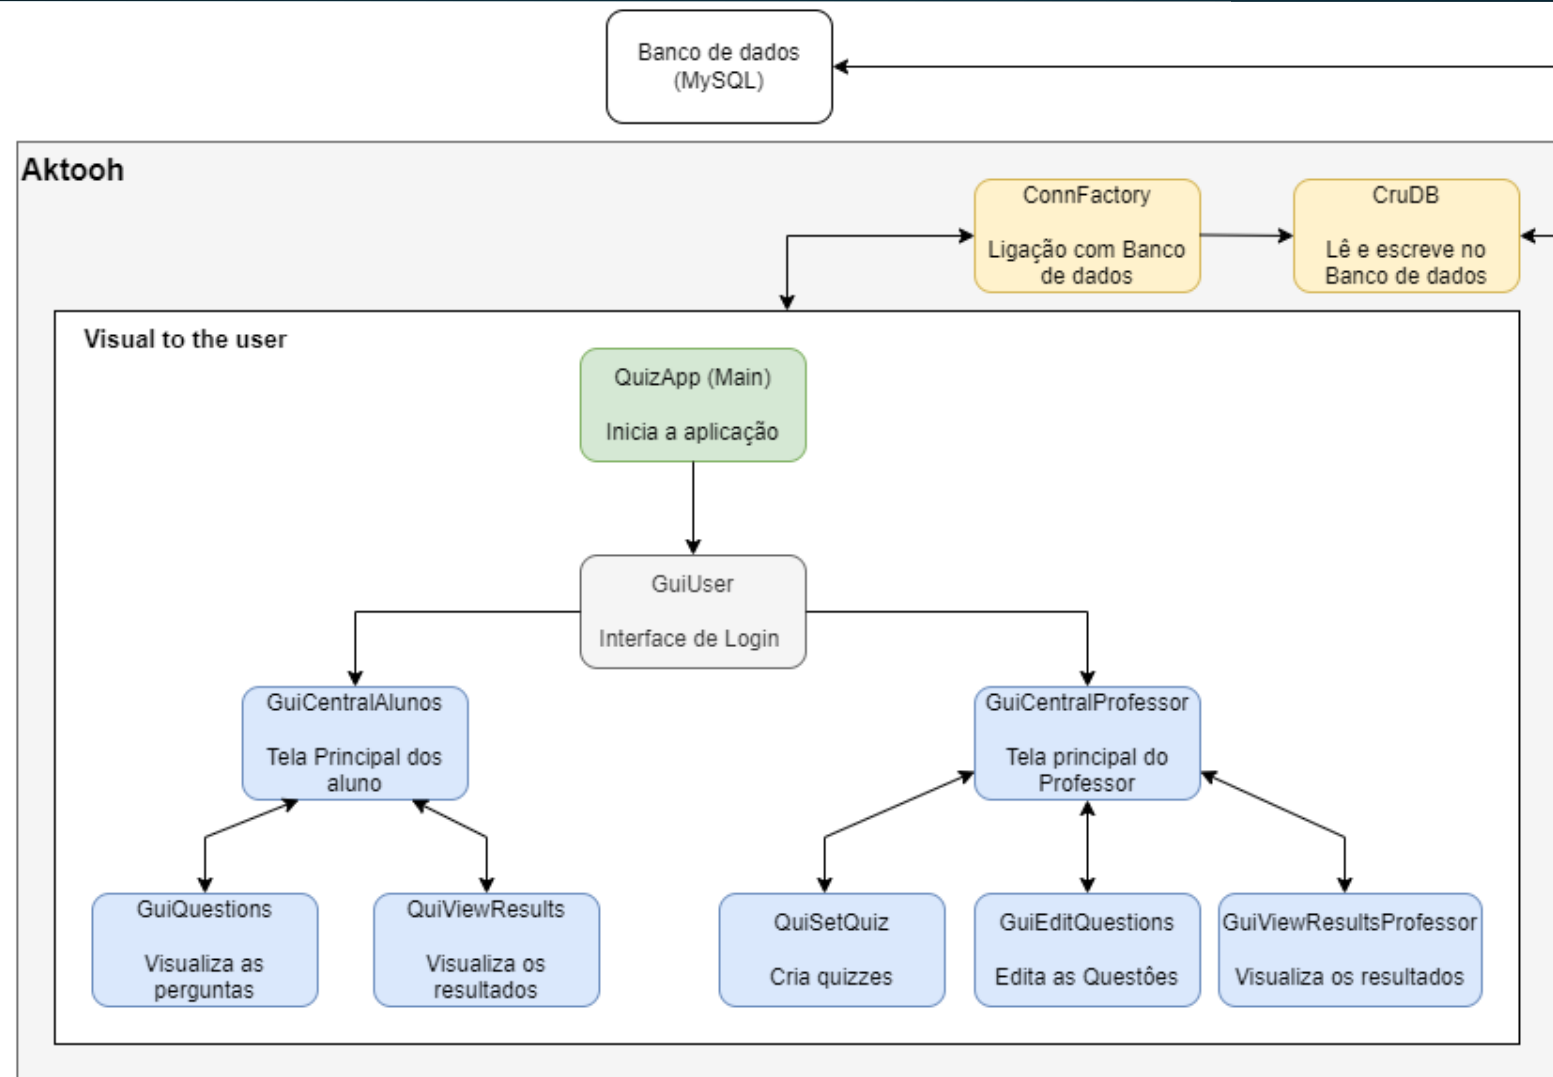 Banco de dados
(MySQL)
Aktooh
ConnFactory
Ligação com Banco
de dados
CruDB
Lê e escreve no
Banco de dados
Visual to the user
QuizApp (Main)
Inicia a aplicação
GuiUser
Interface de Login
GuiCentralAlunos
Tela Principal dos
aluno
GuiCentralProfessor
Tela principal do
Professor
GuiQuestions
Visualiza as
perguntas
QuiViewResults
Visualiza os
resultados
QuiSetQuiz
Cria quizzes
GuiEditQuestions
Edita as Questões
GuiViewResultsProfessor
Visualiza os resultados